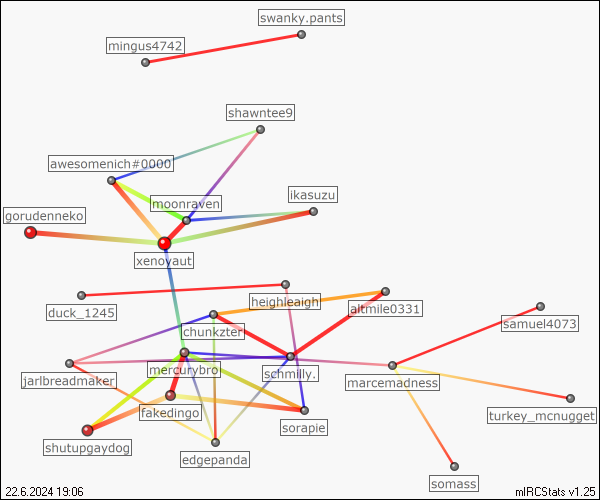 swanky.pants
mingus4742
shawntee9
awesomenich#0000
moonraven
ikasuzu
gorudenneko
xenoyaut
heighleaigh
duck_1245
altmile0331
samuel4073
chunkzter
mercurybro
schmilly.
jarlbreadmaker
marcemadness
fakedingo
turkey_mcnugget
sorapie
shutupgaydog
edgepanda
somass
22.6.2024 19:06
mIRCStats v1.25